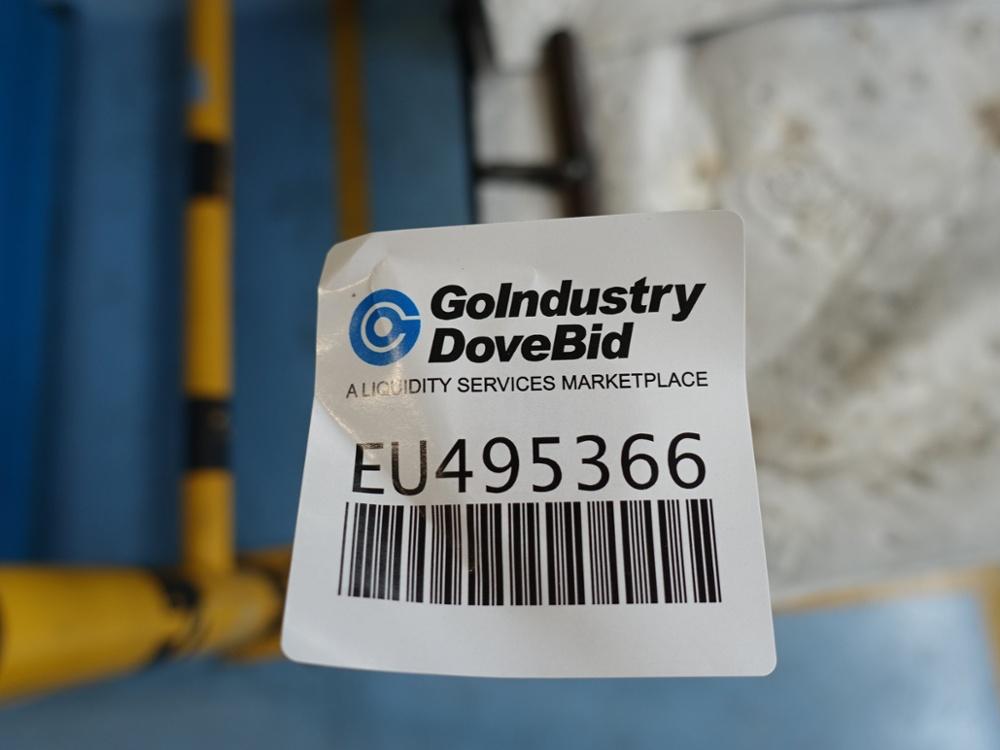 GoIndustry
DoveBid
A LIQUIDITY SERVICES MARKETPLACE
EU495366